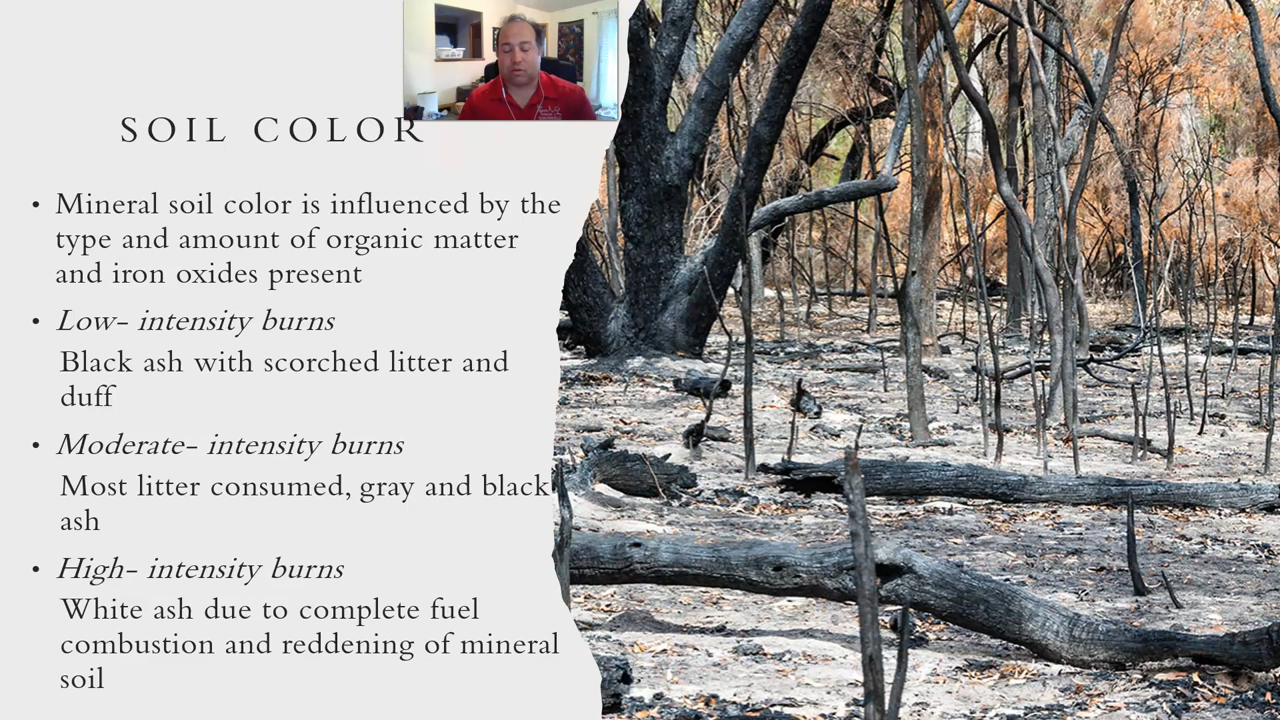 SOIL COLOR
• Mineral soil color is influenced by the
type and amount of organic matter
and iron oxides present
• Low- intensity burns
Black ash with scorched litter and
duff
• Moderate- intensity burns
Most litter consumed, gray and black
ash
• High- intensity burns
White ash due to complete fuel
combustion and reddening of mineral
soil